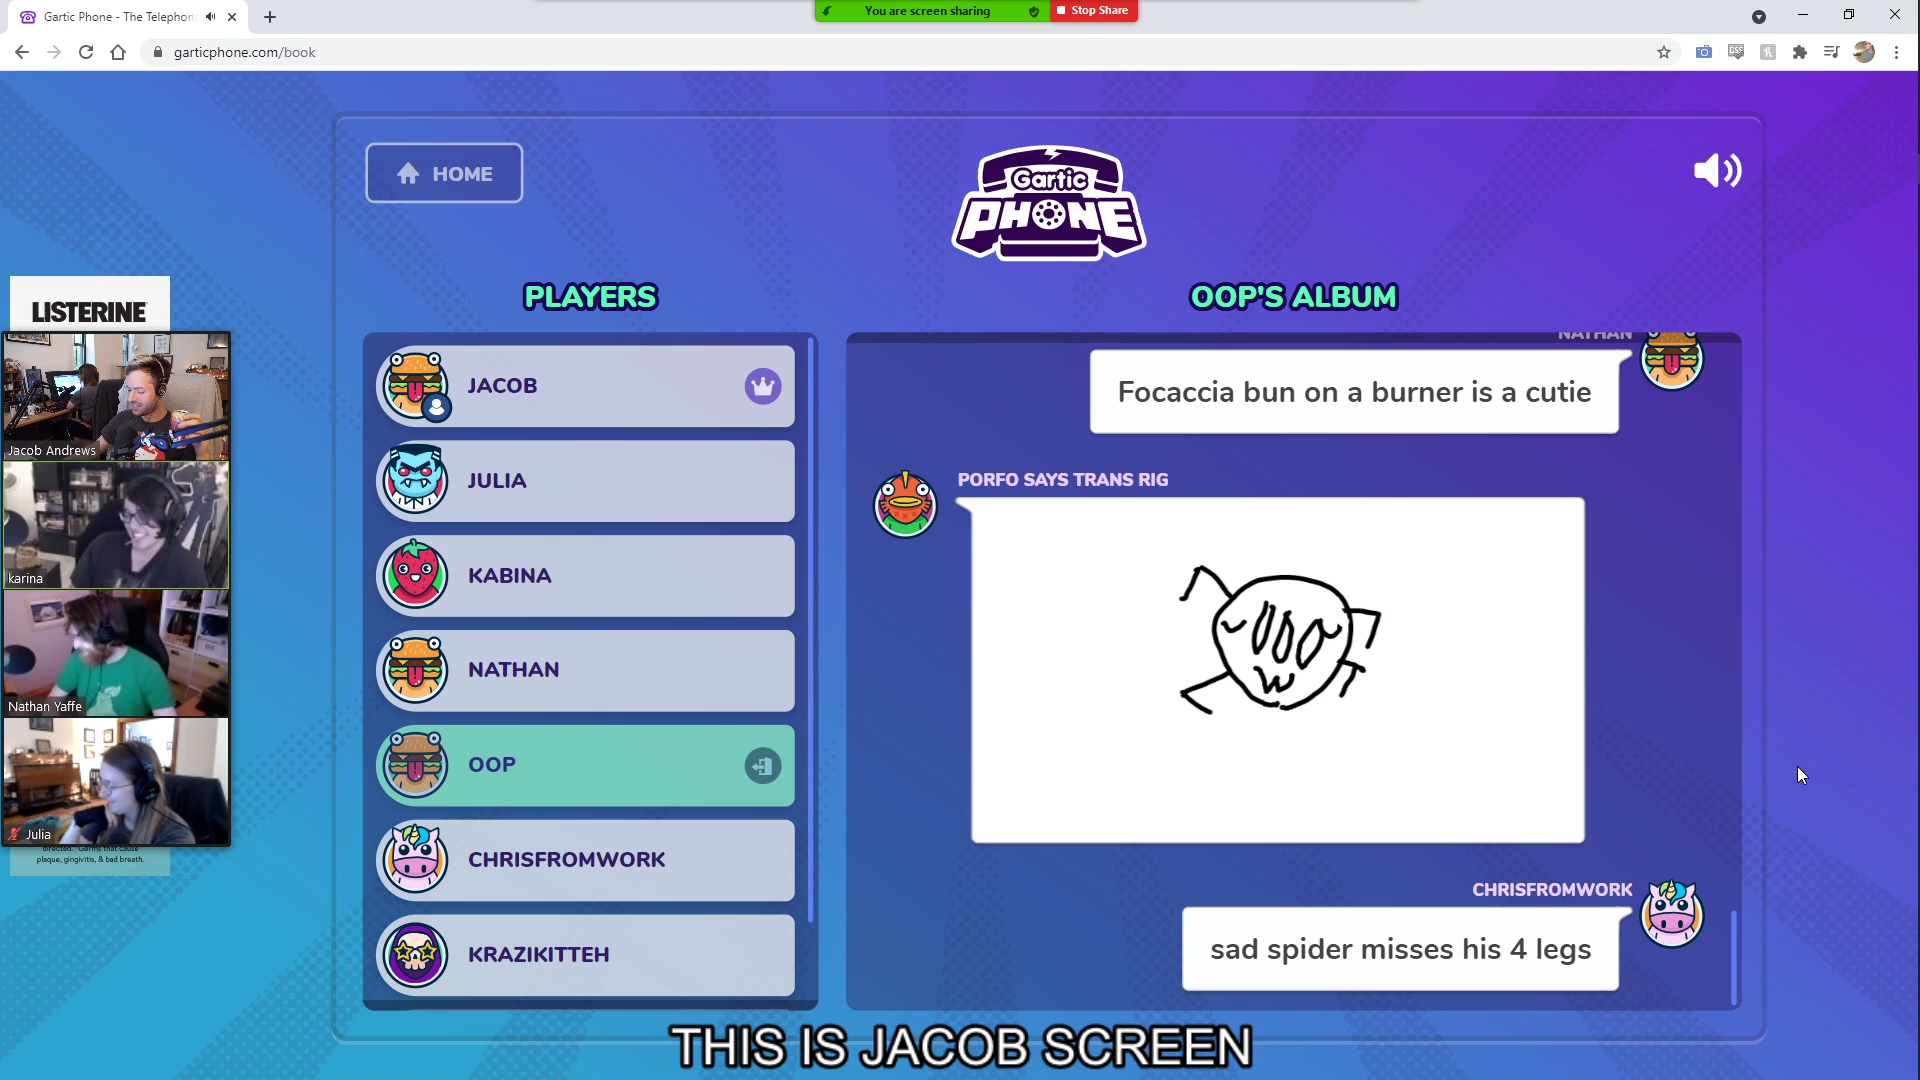 Gartic Phone - The Telephon
You are screen sharing
Stop Share
garticphone.com/book
HOME
Gartic
PHONE
PLAYERS
OOP'S ALBUM
LISTERINE
Jacob Andrews
karina
Nathan Yaffe
Julia
plaque, gingivitis, & bad breath.
JACOB
JULIA
KABINA
NATHAN
OOP
CHRISFROMWORK
KRAZIKITTEH
NATHAN
Focaccia bun on a burner is a cutie
PORFO SAYS TRANS RIG
CHRISFROMWORK
sad spider misses his 4 legs
THIS IS JACOB SCREEN